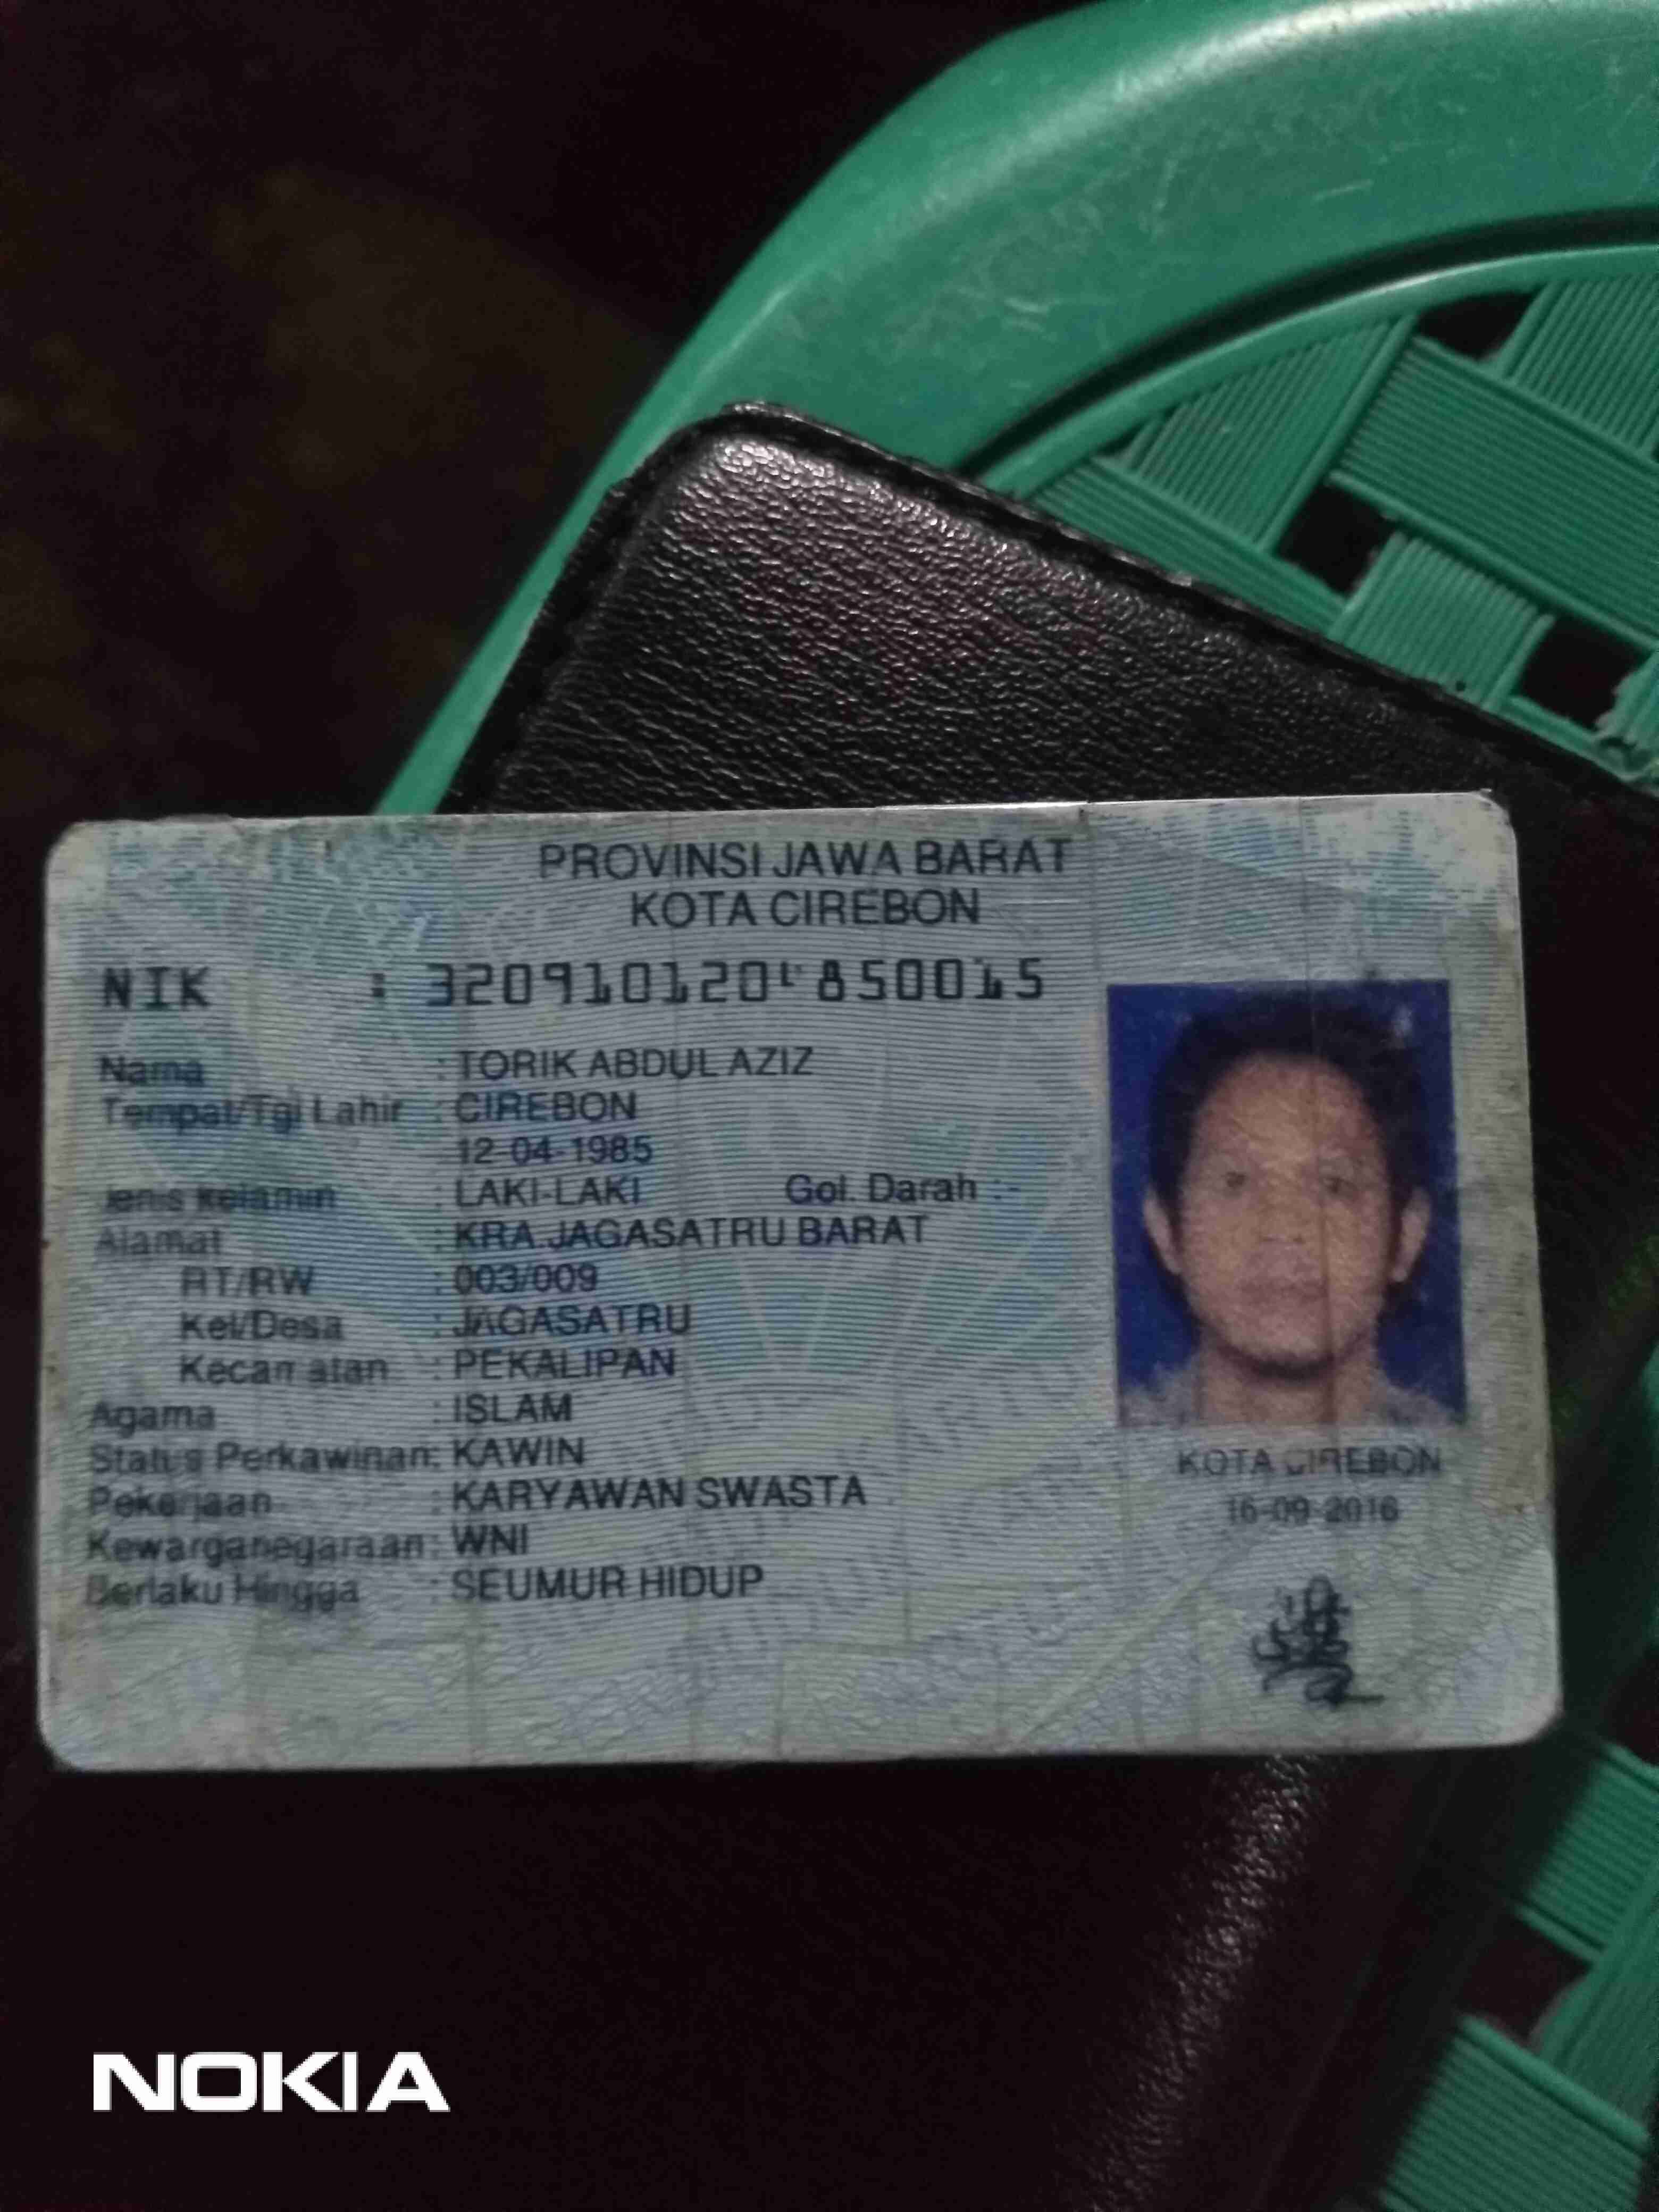 PROVINSI JAWA BARAT
KOTA CIREBON
NIK : 3209101204850015
Nama : TORIK ABDUL AZIZ
Tempat/Tgl Lahir : CIREBON
12-04-1985
Jenis Kelamin : LAKI-LAKI Gol. Darah :-
Alamat : KRA.JAGASATRU BARAT
RT/RW : 003/009
Kel/Desa : JAGASATRU
Kecamatan : PEKALIPAN
Agama : ISLAM
Status Perkawinan: KAWIN
Pekerjaan : KARYAWAN SWASTA
Kewarganegaraan: WNI
Berlaku Hingga : SEUMUR HIDUP
KOTA CIREBON
16-09-2016
NOKIA